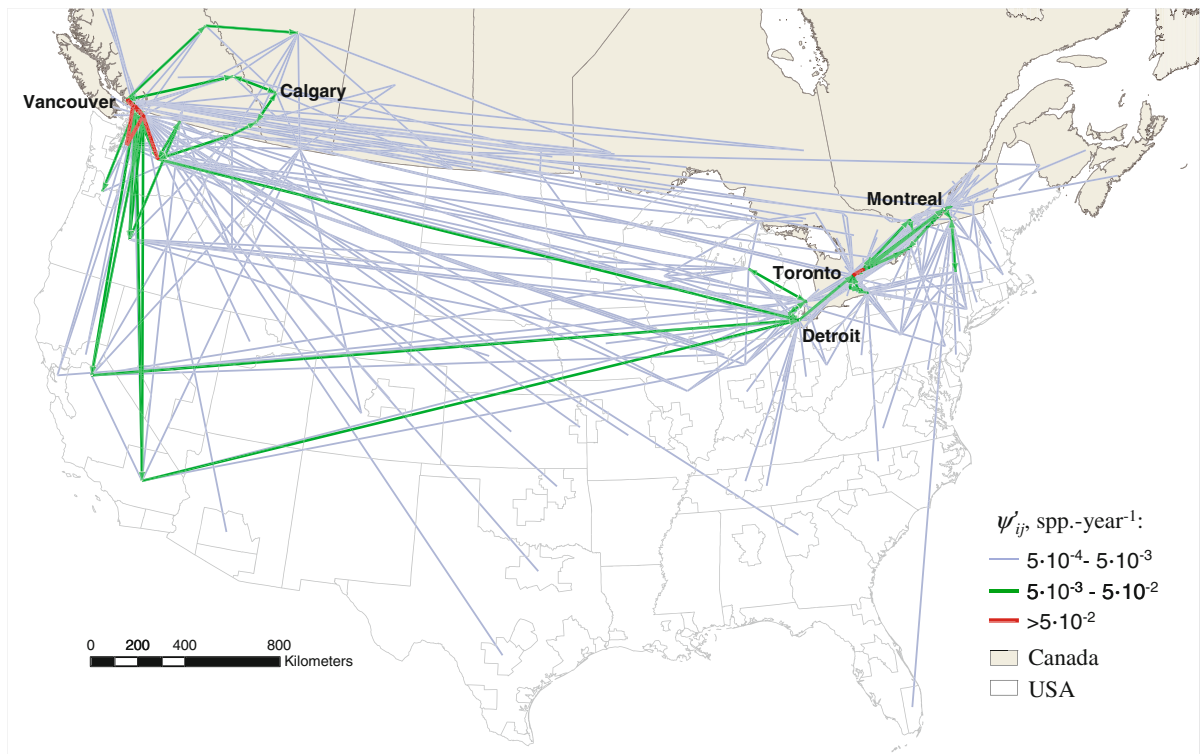 Vancouver
Calgary
Montreal
Toronto
Detroit
ψ'ij, spp.-year-1:
5·10-4- 5·10-3
5·10-3 - 5·10-2
>5·10-2
Canada
USA
0 200 400 800
Kilometers